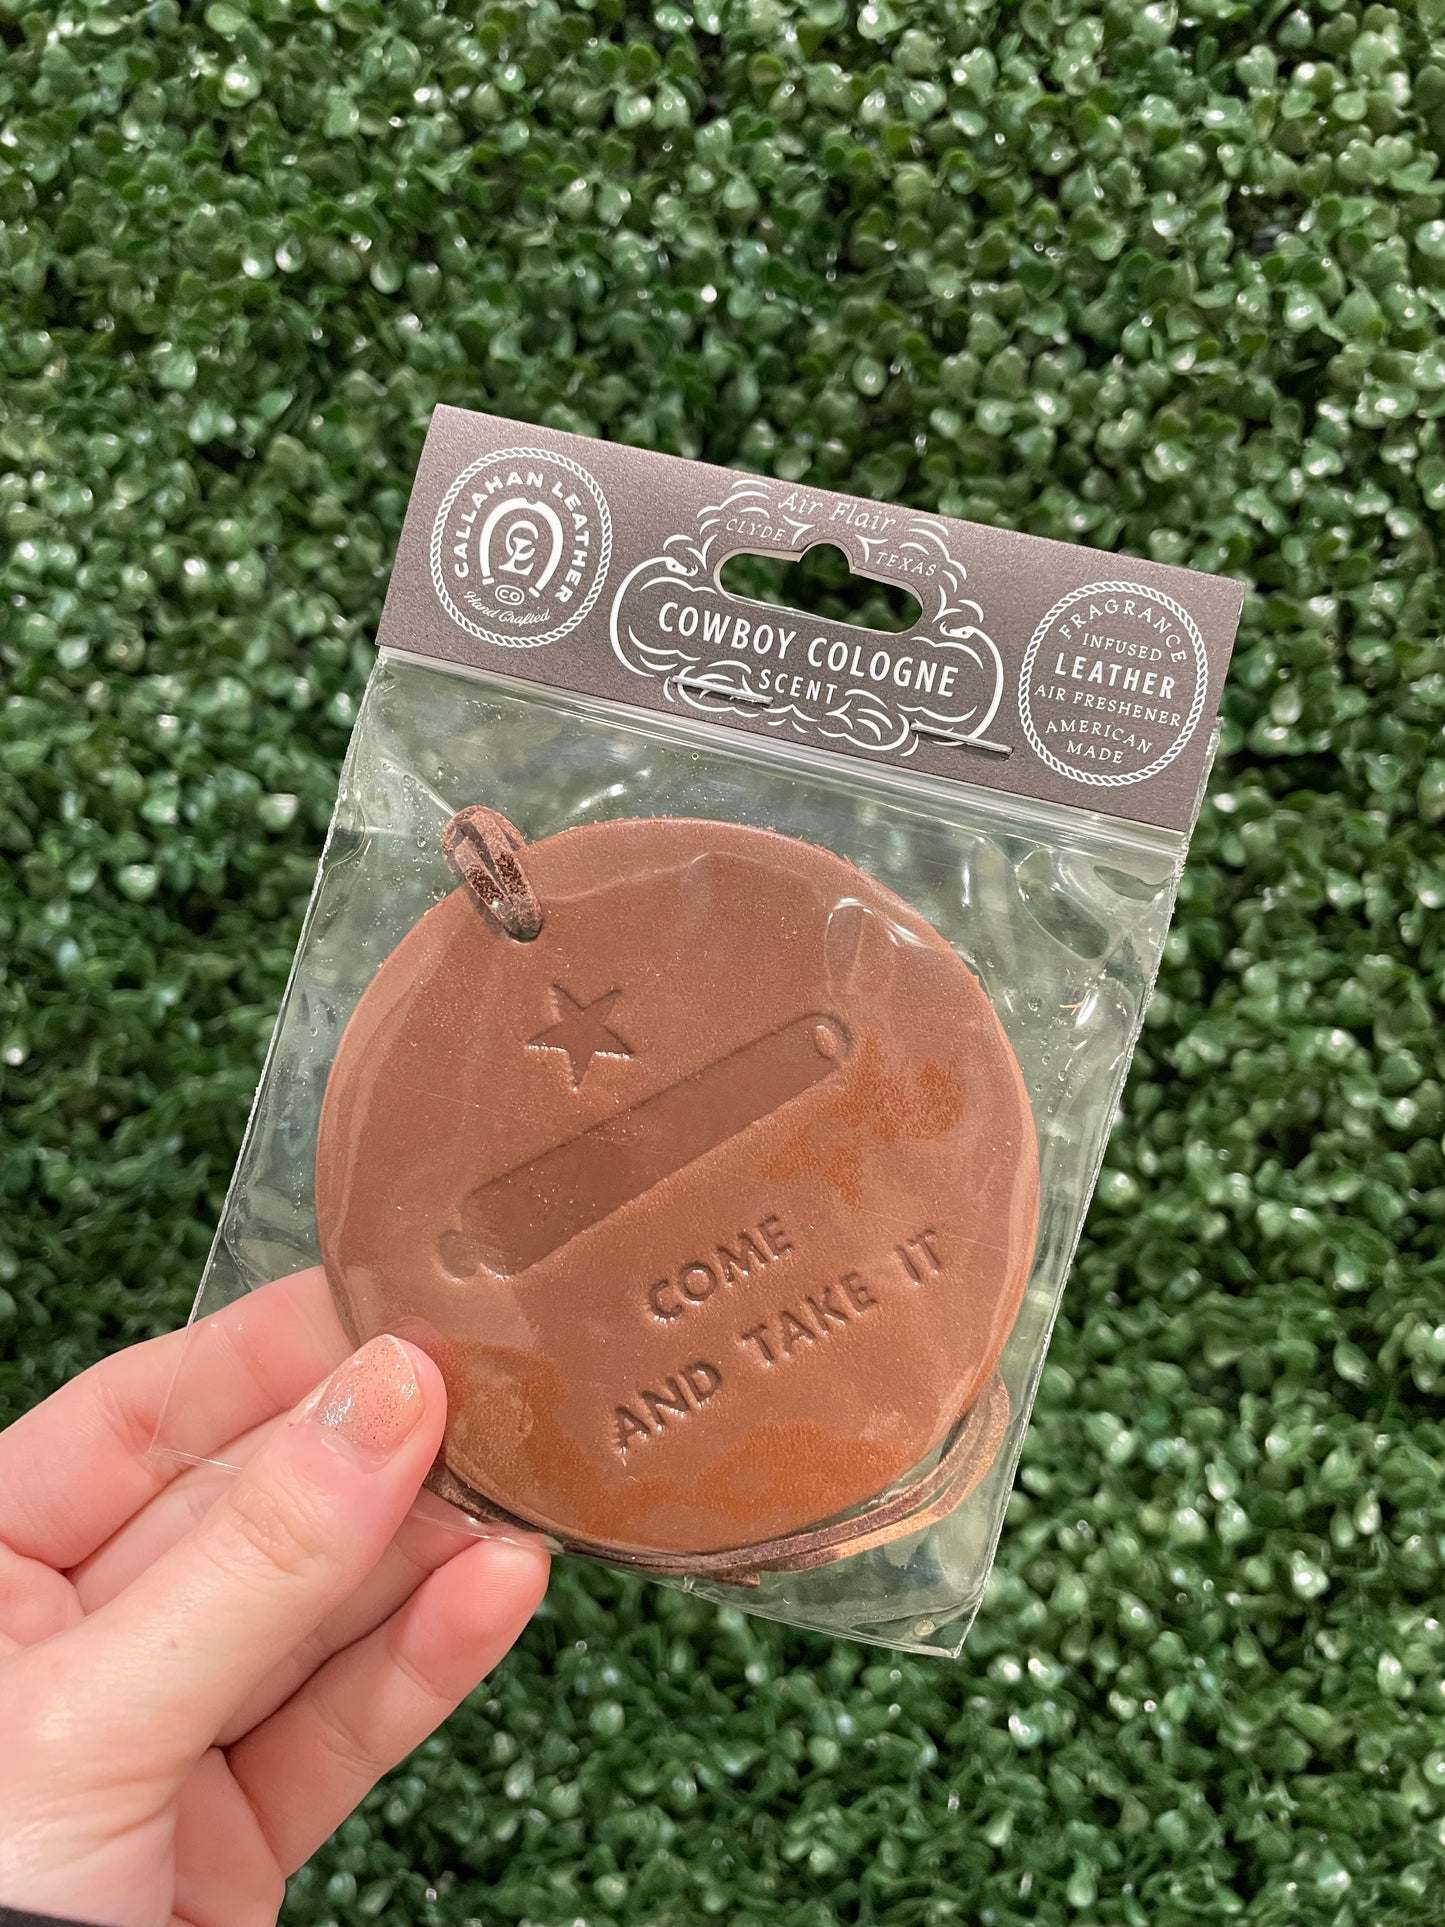 CALLAHAN LEATHER
CL
CO
Hand Crafted
Air Flair
CLYDE TEXAS
COWBOY COLOGNE
SCENT
FRAGRANCE
INFUSED
LEATHER
AIR FRESHENER
AMERICAN
MADE
COME
AND TAKE IT